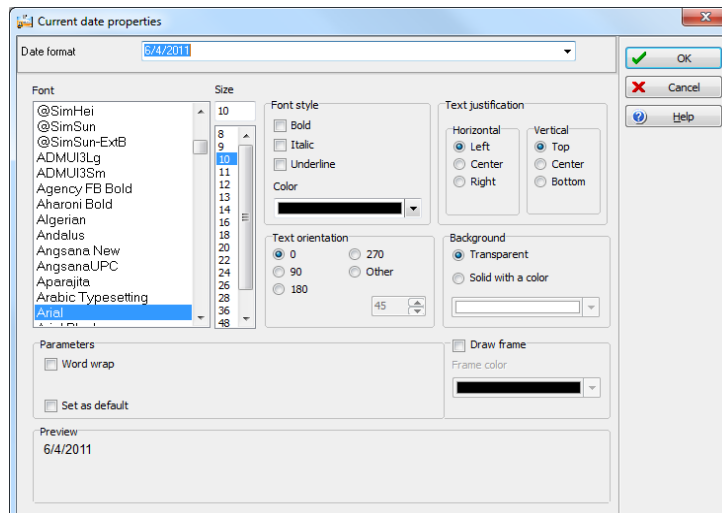 Current date properties
Date format
6/4/2011
OK
Cancel
Help
Font
@SimHei
@SimSun
@SimSun-ExtB
ADMUI3Lg
ADMUI3Sm
Agency FB Bold
Aharoni Bold
Algerian
Andalus
Angsana New
AngsanaUPC
Aparajita
Arabic Typesetting
Arial
Size
10
8
9
10
11
12
13
14
16
18
20
22
24
26
28
36
48
Font style
Bold
Italic
Underline
Color
Text justification
Horizontal
Left
Center
Right
Vertical
Top
Center
Bottom
Text orientation
0
90
180
270
Other
45
Background
Transparent
Solid with a color
Parameters
Word wrap
Set as default
Draw frame
Frame color
Preview
6/4/2011